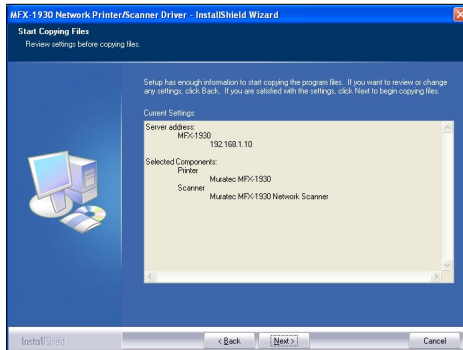 MFX-1930 Network Printer/Scanner Driver - InstallShield Wizard
Start Copying Files
Review settings before copying files.
Setup has enough information to start copying the program files. If you want to review or change
any settings, click Back. If you are satisfied with the settings, click Next to begin copying files.
Current Settings:
Server address:
MFX-1930
192.168.1.10
Selected Components:
Printer
Muratec MFX-1930
Scanner
Muratec MFX-1930 Network Scanner
InstallShield
< Back
Next >
Cancel